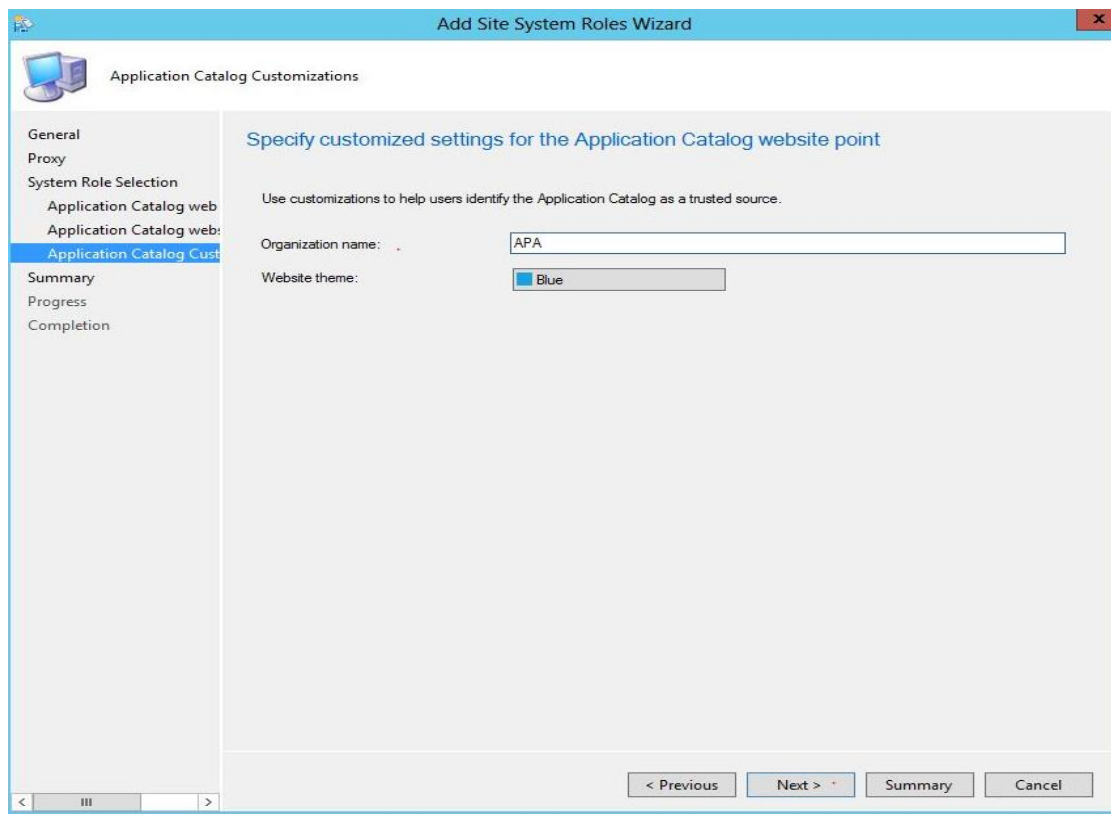 Add Site System Roles Wizard
x
Application Catalog Customizations
General
Proxy
System Role Selection
Application Catalog web
Application Catalog webs
Application Catalog Cust
Summary
Progress
Completion
Specify customized settings for the Application Catalog website point
Use customizations to help users identify the Application Catalog as a trusted source.
Organization name:
APA
Website theme:
Blue
< Previous
Next >
Summary
Cancel